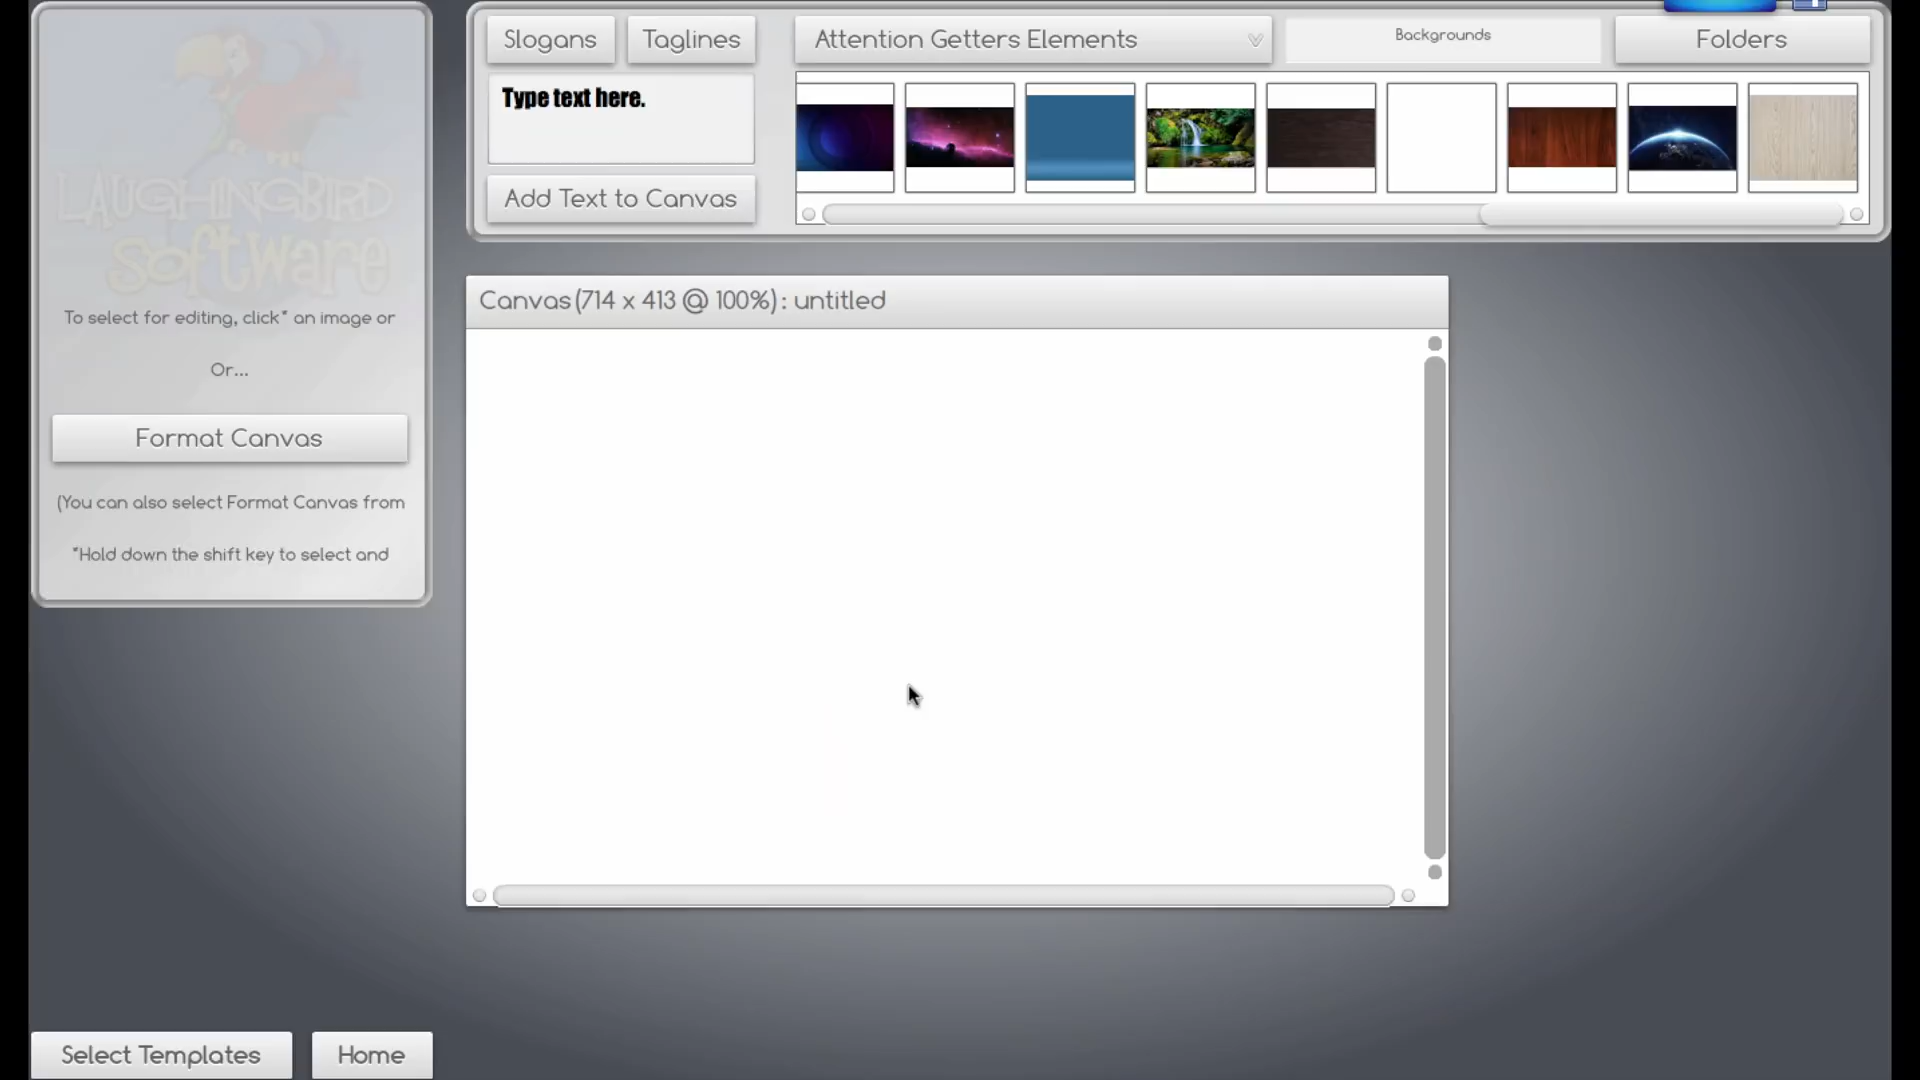 LAUGHINGBIRD
Software
To select for editing, click* an image or
Or...
Format Canvas
(You can also select Format Canvas from
*Hold down the shift key to select and
Slogans
Taglines
Attention Getters Elements
Backgrounds
Folders
Type text here.
Add Text to Canvas
Canvas(714 x 413 @ 100%): untitled
Select Templates
Home